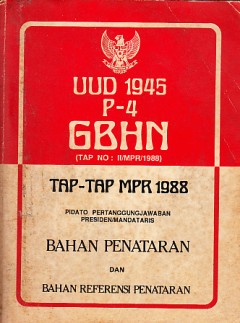 UUD 1945
P-4
GBHN
(TAP NO : II/MPR/1988)
TAP-TAP MPR 1988
PIDATO PERTANGGUNGJAWABAN
PRESIDEN/MANDATARIS
BAHAN PENATARAN
DAN
BAHAN REFERENSI PENATARAN